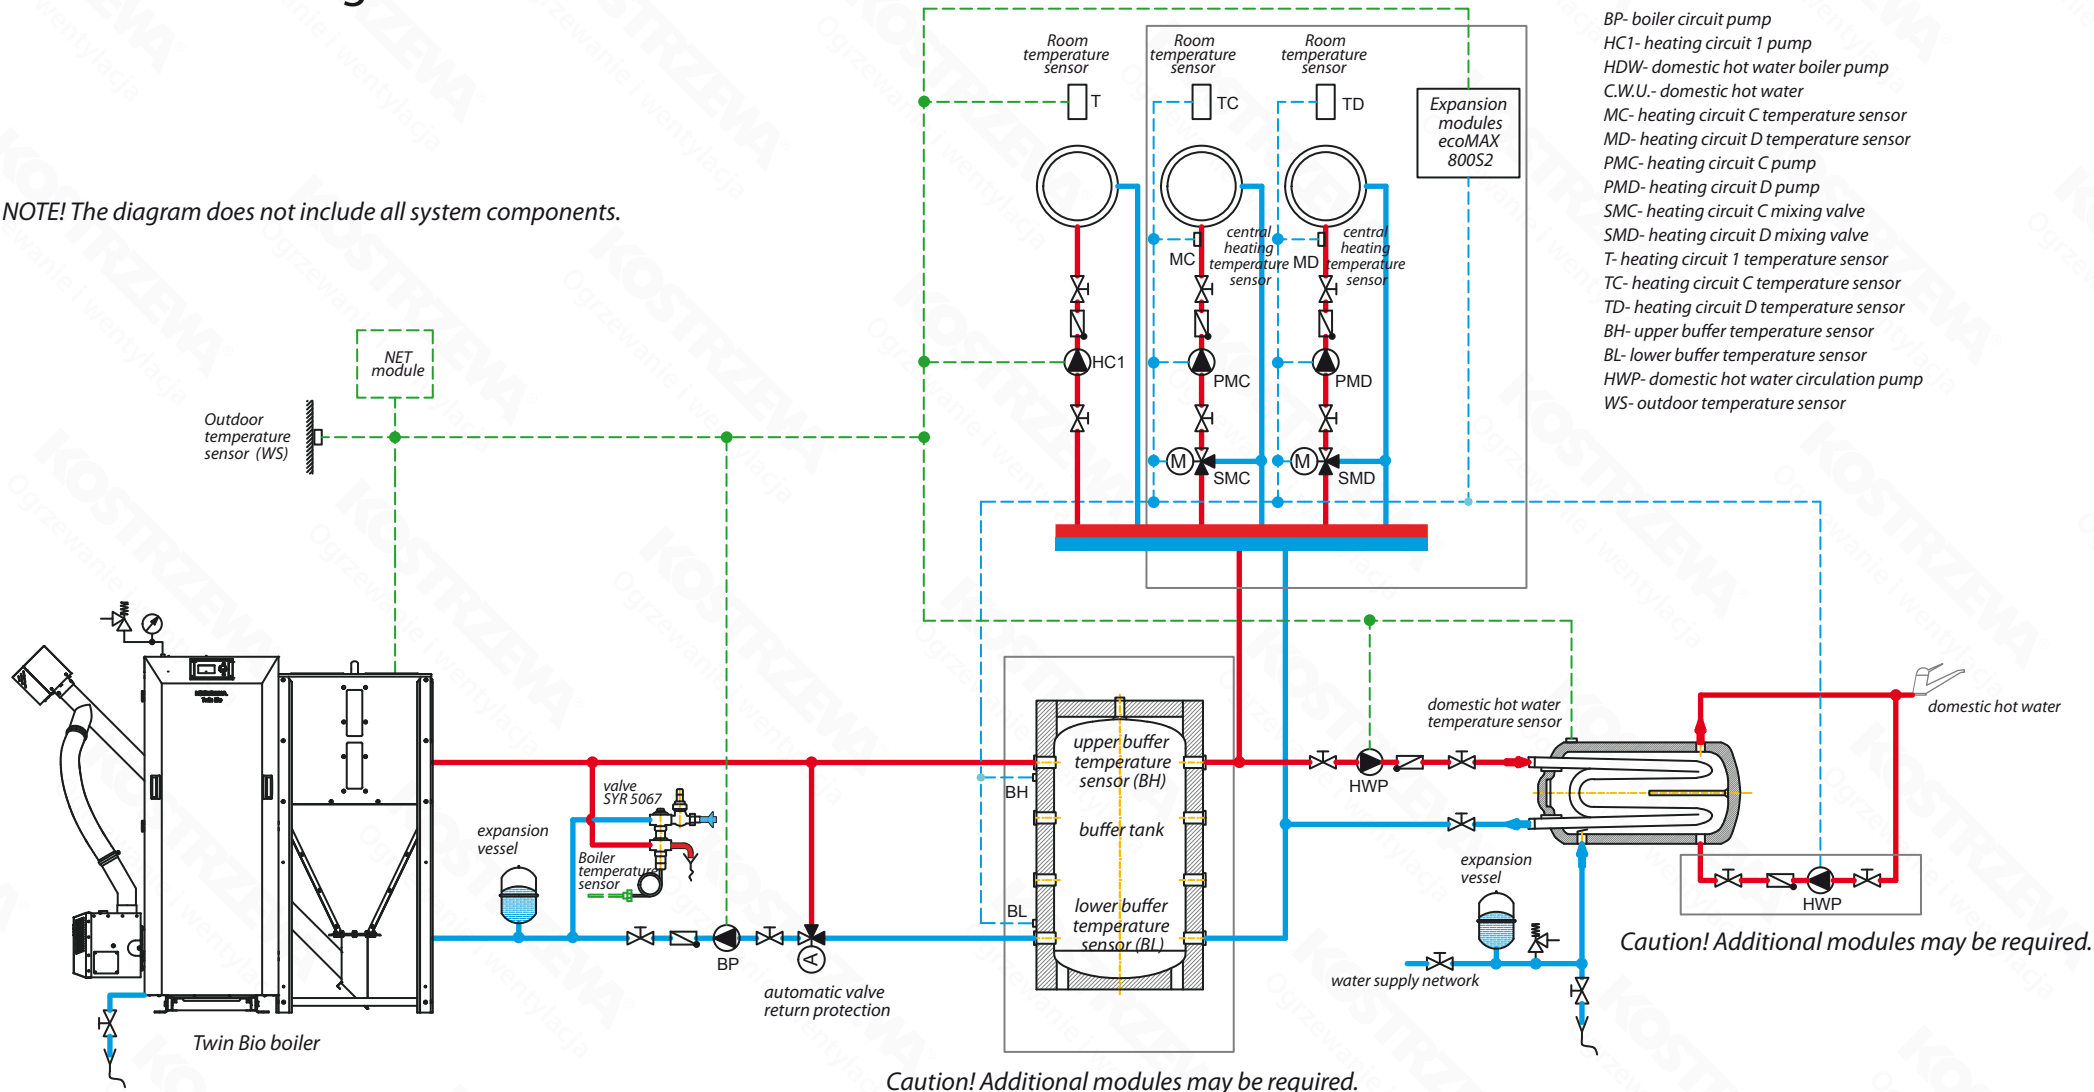 BP- boiler circuit pump
HC1- heating circuit 1 pump
HDW- domestic hot water boiler pump
C.W.U.- domestic hot water
MC- heating circuit C temperature sensor
MD- heating circuit D temperature sensor
PMC- heating circuit C pump
PMD- heating circuit D pump
SMC- heating circuit C mixing valve
SMD- heating circuit D mixing valve
T- heating circuit 1 temperature sensor
TC- heating circuit C temperature sensor
TD- heating circuit D temperature sensor
BH- upper buffer temperature sensor
BL- lower buffer temperature sensor
HWP- domestic hot water circulation pump
WS- outdoor temperature sensor
Room
temperature
sensor
T
Room
temperature
sensor
TC
Room
temperature
sensor
TD
Expansion
modules
ecoMAX
800S2
NOTE! The diagram does not include all system components.
MC
central
heating
temperature
sensor
MD
central
heating
temperature
sensor
HC1
PMC
PMD
M
SMC
M
SMD
NET
module
Outdoor
temperature
sensor (WS)
domestic hot water
temperature sensor
domestic hot water
upper buffer
temperature
sensor (BH)
BH
buffer tank
BL
lower buffer
temperature
sensor (BL)
HWP
valve
SYR 5067
expansion
vessel
Boiler
temperature
sensor
BP
A
automatic valve
return protection
expansion
vessel
HWP
water supply network
Caution! Additional modules may be required.
Twin Bio boiler
Caution! Additional modules may be required.
KOSTRZEWA
Ogrzewanie i wentylacja